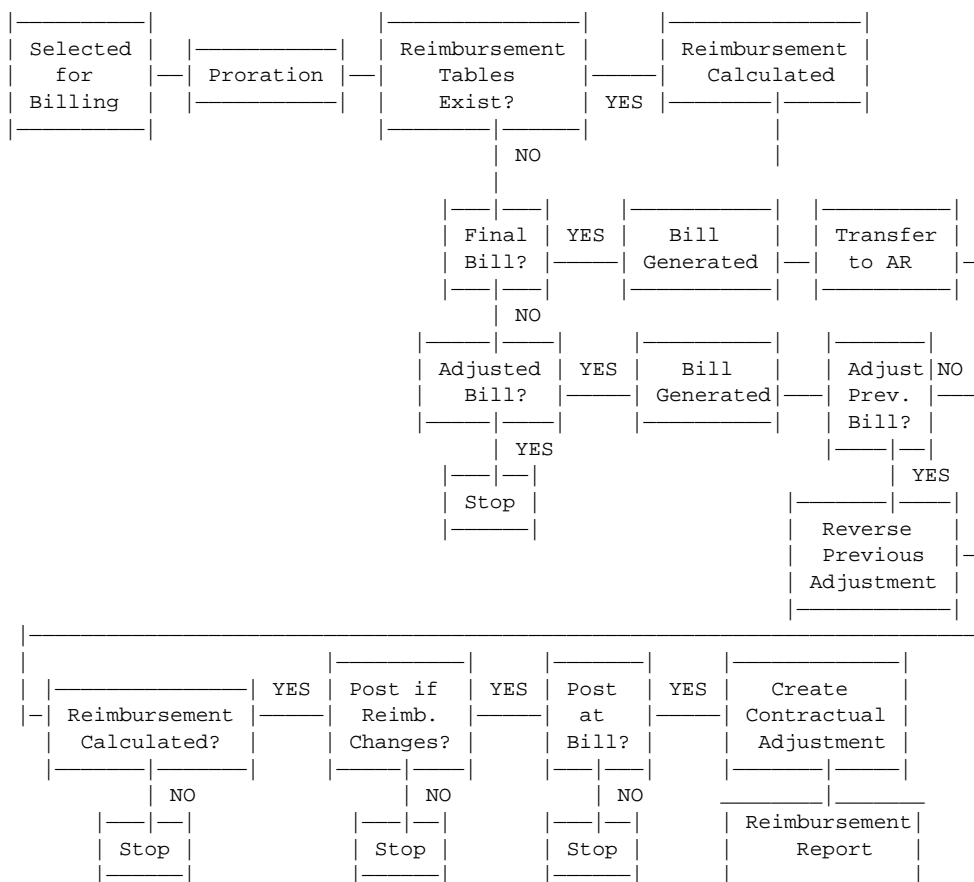 Selected for Billing
Proration
Reimbursement Tables Exist?
YES
Reimbursement Calculated
NO
Final Bill?
YES
Bill Generated
Transfer to AR
NO
Adjusted Bill?
YES
Bill Generated
Adjust Prev. Bill?
NO
YES
Stop
YES
Reverse Previous Adjustment
Reimbursement Calculated?
YES
Post if Reimb. Changes?
YES
Post at Bill?
YES
Create Contractual Adjustment
NO
Stop
NO
Stop
NO
Stop
Reimbursement Report